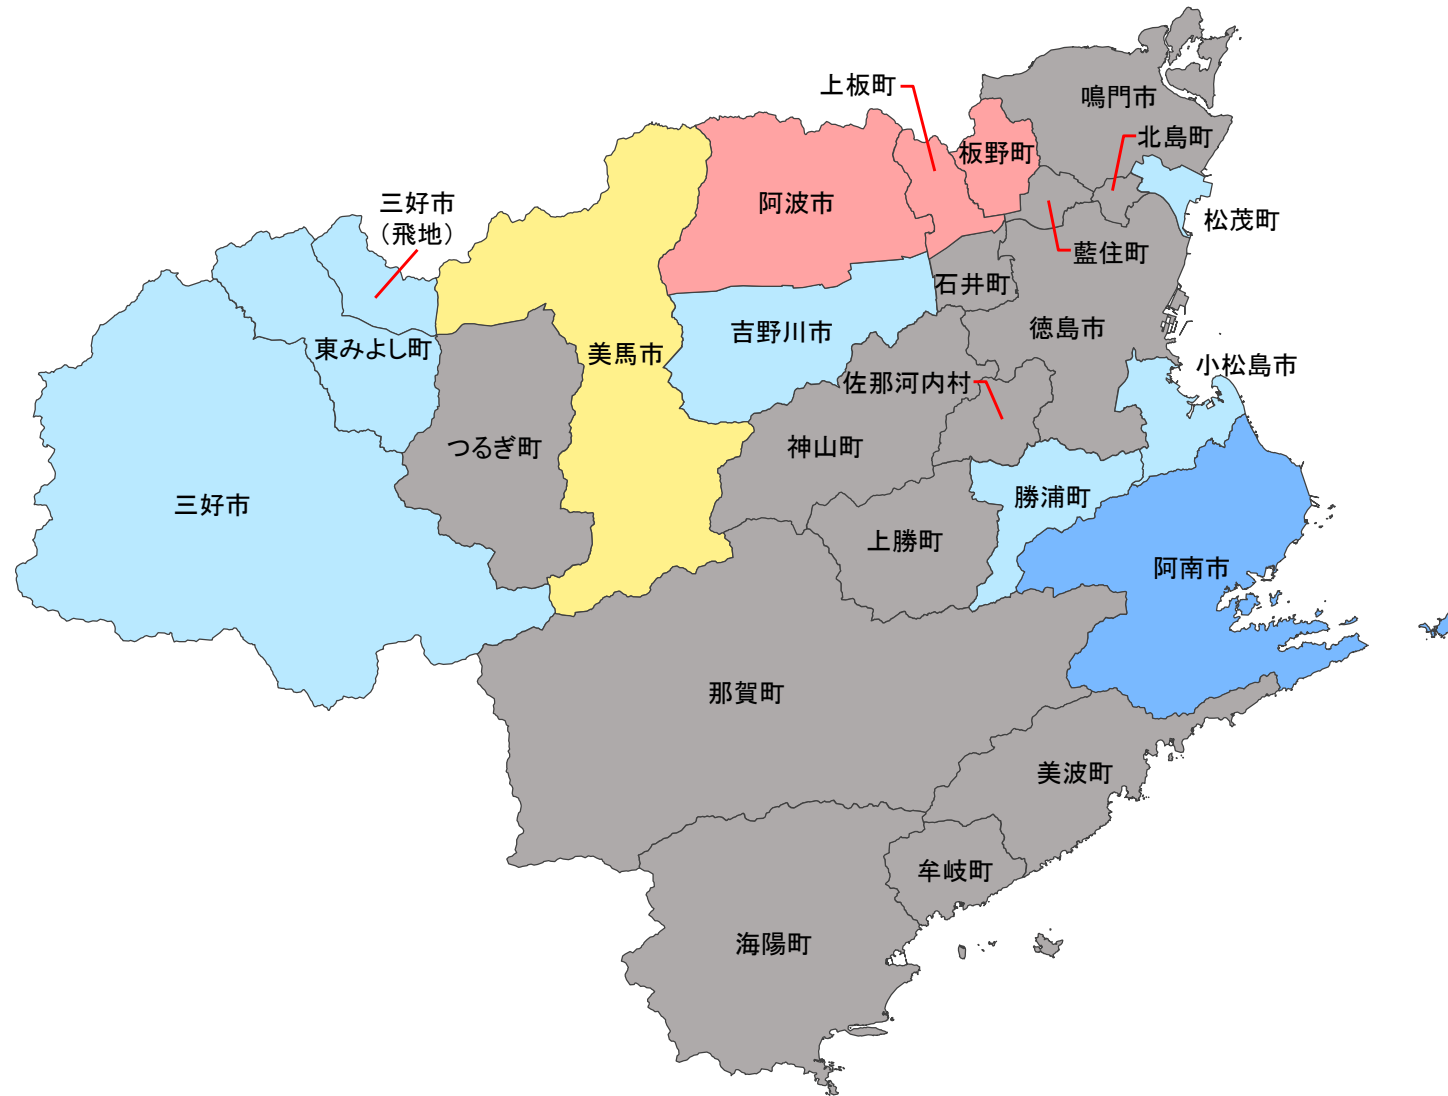 上板町
鳴門市
北島町
板野町
三好市
(飛地)
阿波市
松茂町
藍住町
石井町
吉野川市
徳島市
東みよし町
美馬市
小松島市
佐那河内村
つるぎ町
神山町
三好市
勝浦町
上勝町
阿南市
那賀町
美波町
牟岐町
海陽町